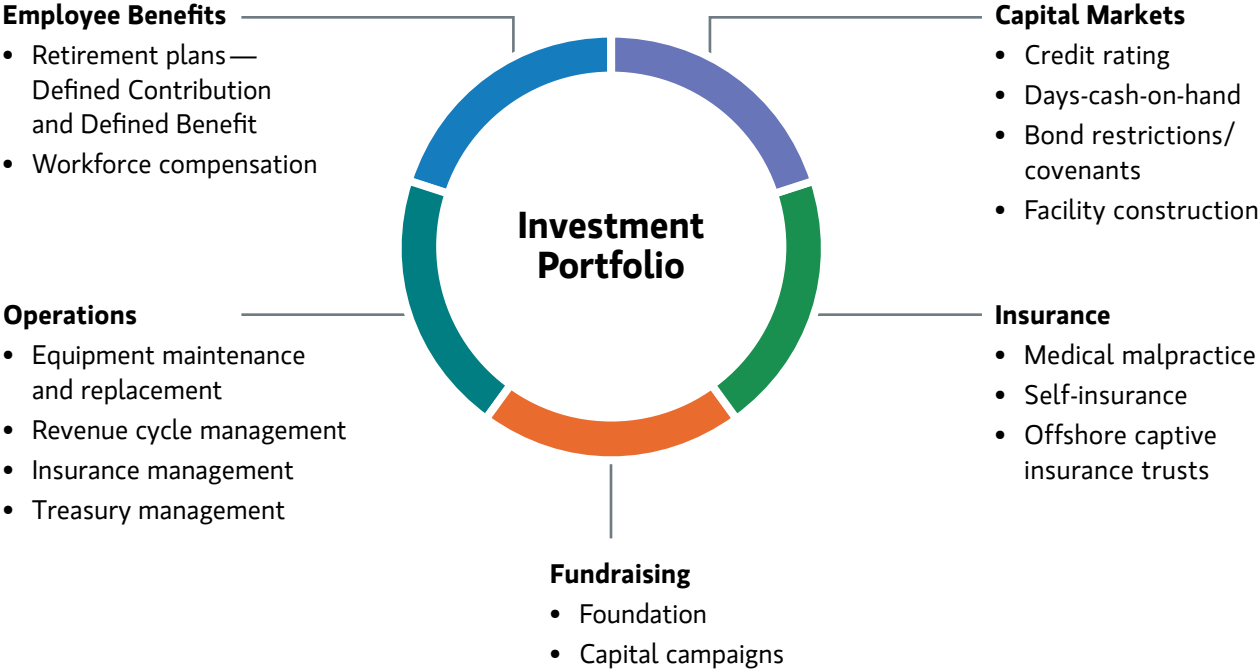 Employee Benefits
• Retirement plans—
Defined Contribution
and Defined Benefit
• Workforce compensation
Capital Markets
• Credit rating
• Days-cash-on-hand
• Bond restrictions/
covenants
• Facility construction
Investment
Portfolio
Operations
• Equipment maintenance
and replacement
• Revenue cycle management
• Insurance management
• Treasury management
Insurance
• Medical malpractice
• Self-insurance
• Offshore captive
insurance trusts
Fundraising
• Foundation
• Capital campaigns